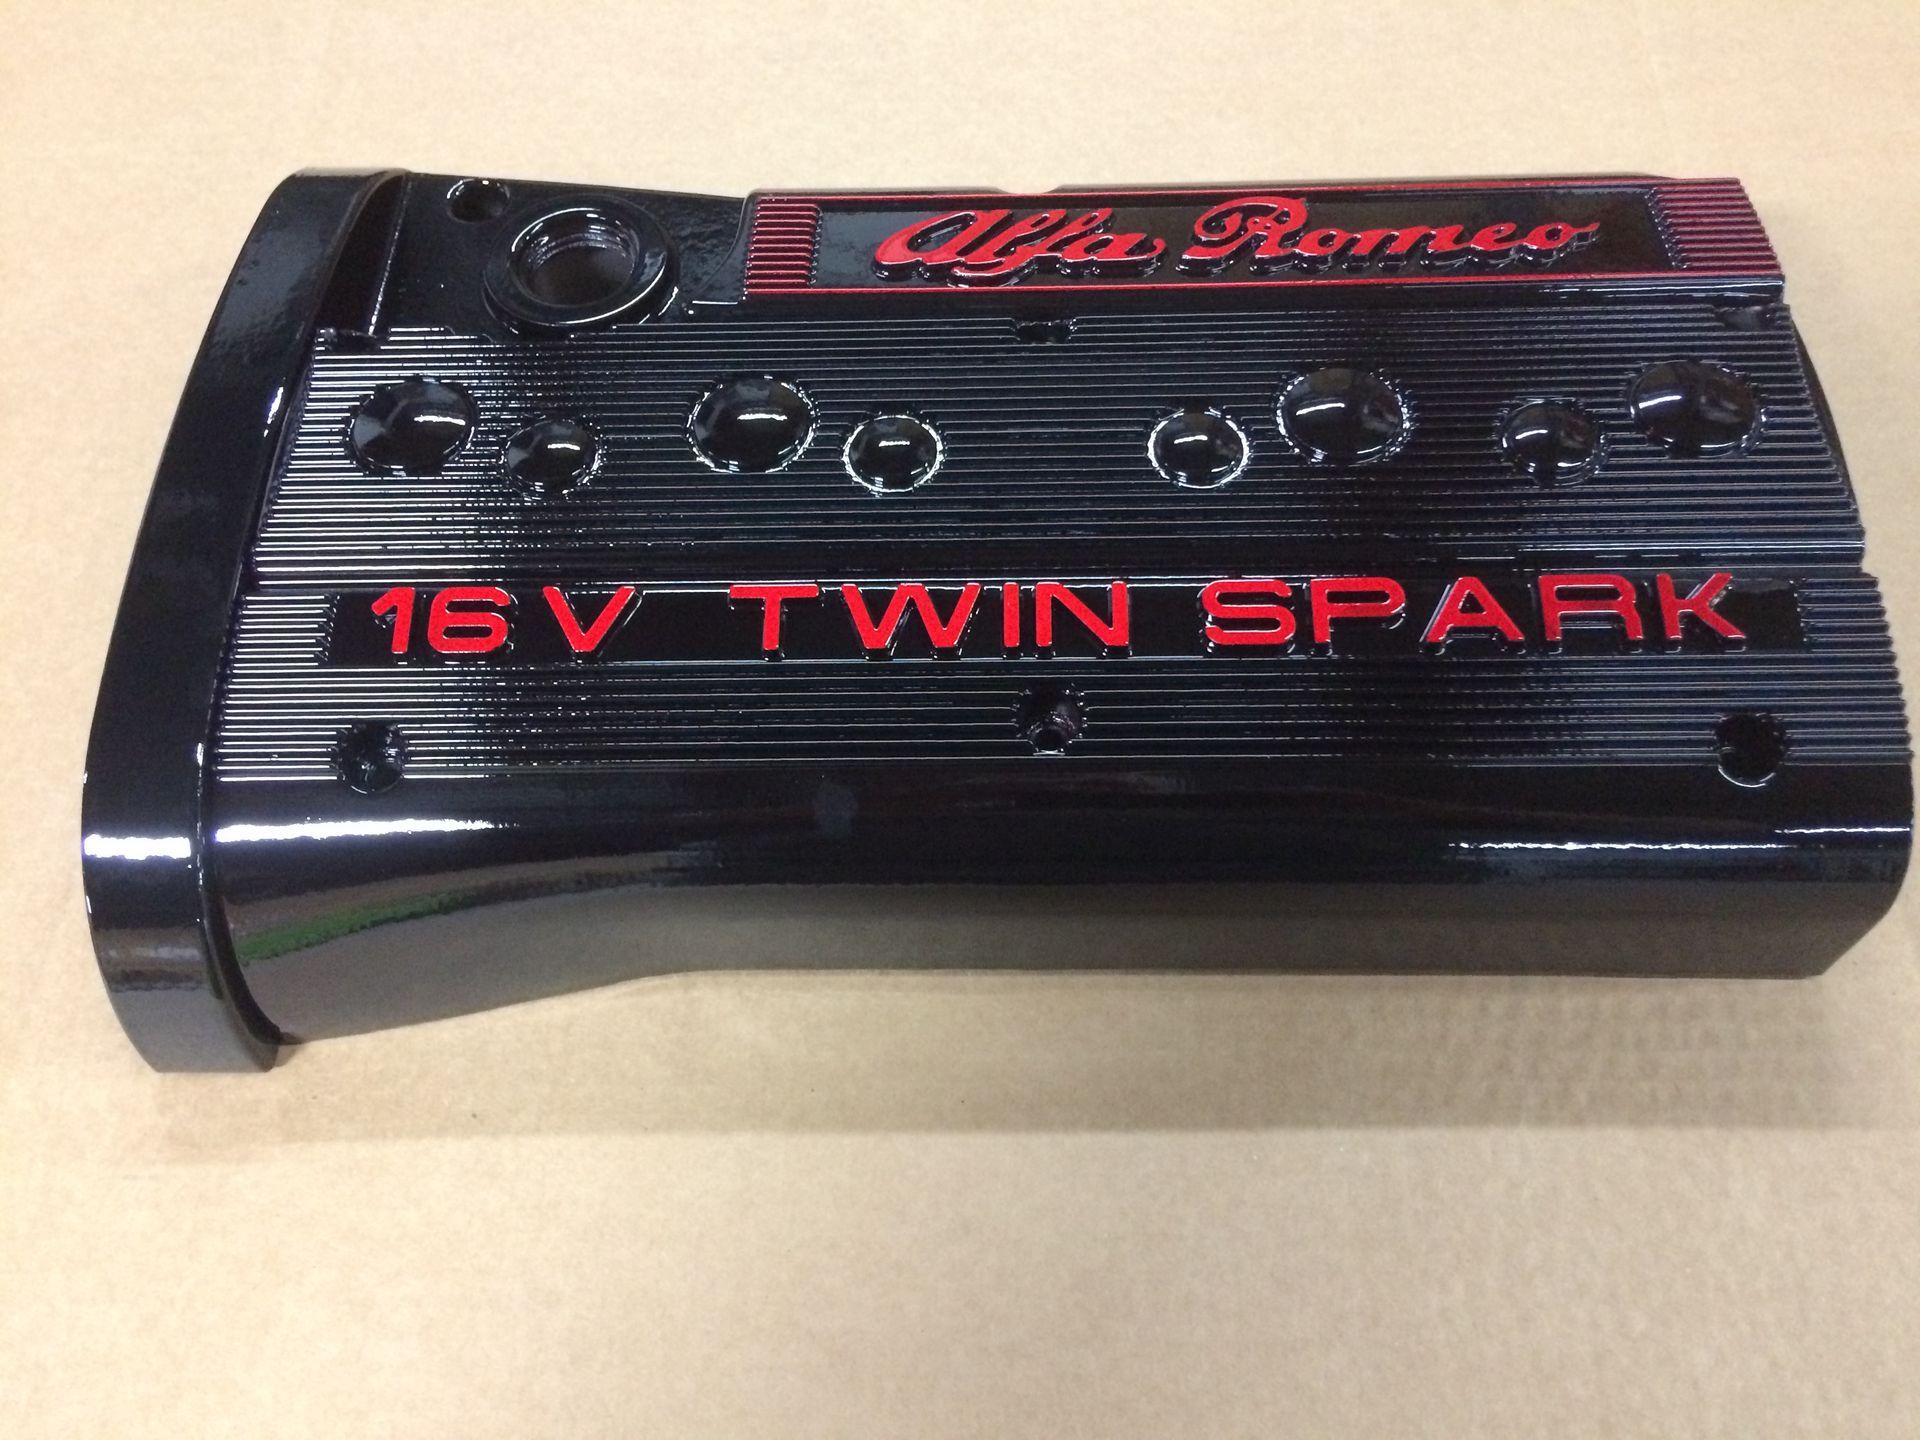 Alfa Romeo
16V TWIN SPARK